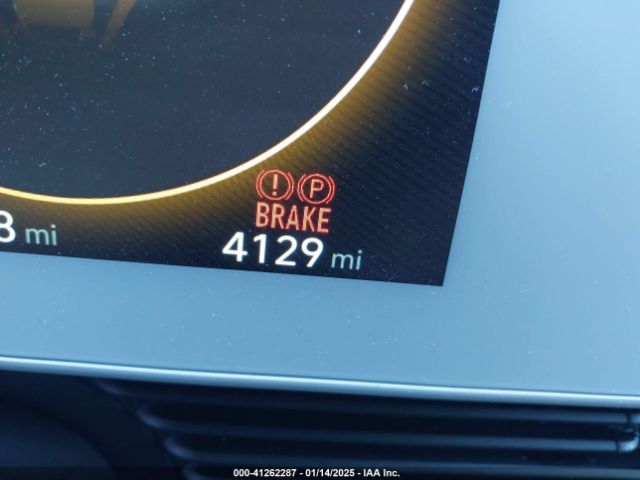 ! P
BRAKE
8 mi
4129 mi
000-41262287 - 01/14/2025 - IAA Inc.